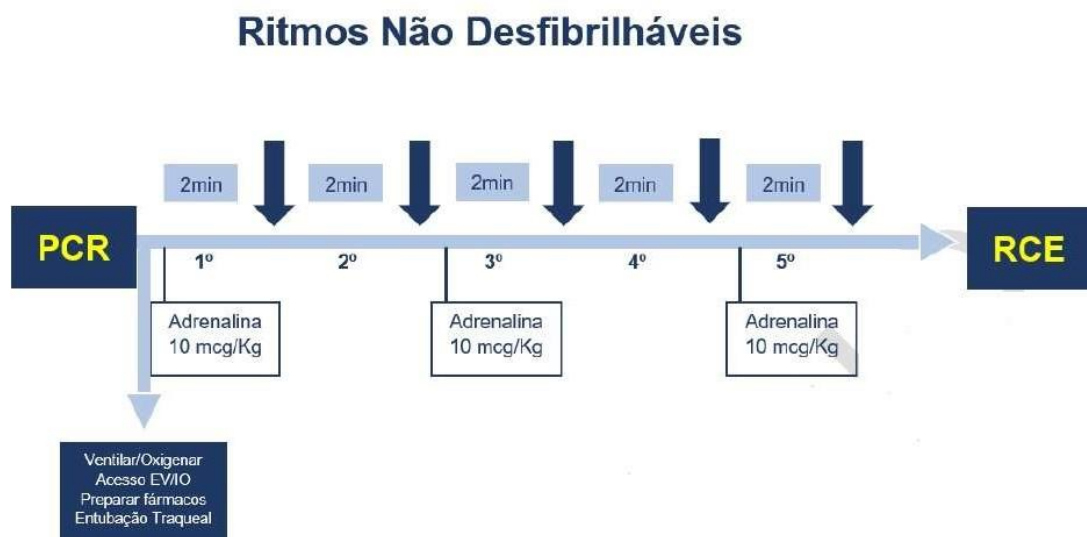 Ritmos Não Desfibrilháveis
2min
2min
2min
2min
2min
PCR
RCE
1º
2º
3º
4º
5º
Adrenalina
10 mcg/Kg
Adrenalina
10 mcg/Kg
Adrenalina
10 mcg/Kg
Ventilar/Oxigenar
Acesso EV/IO
Preparar fármacos
Entubação Traqueal